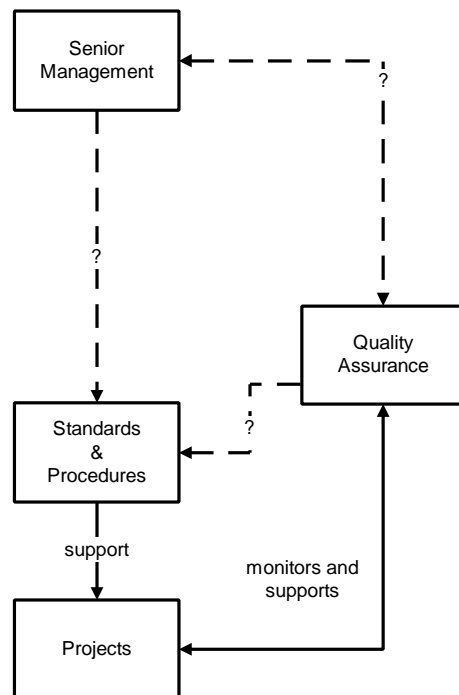 Senior
Management
?
?
Quality
Assurance
?
Standards
&
Procedures
support
monitors and
supports
Projects